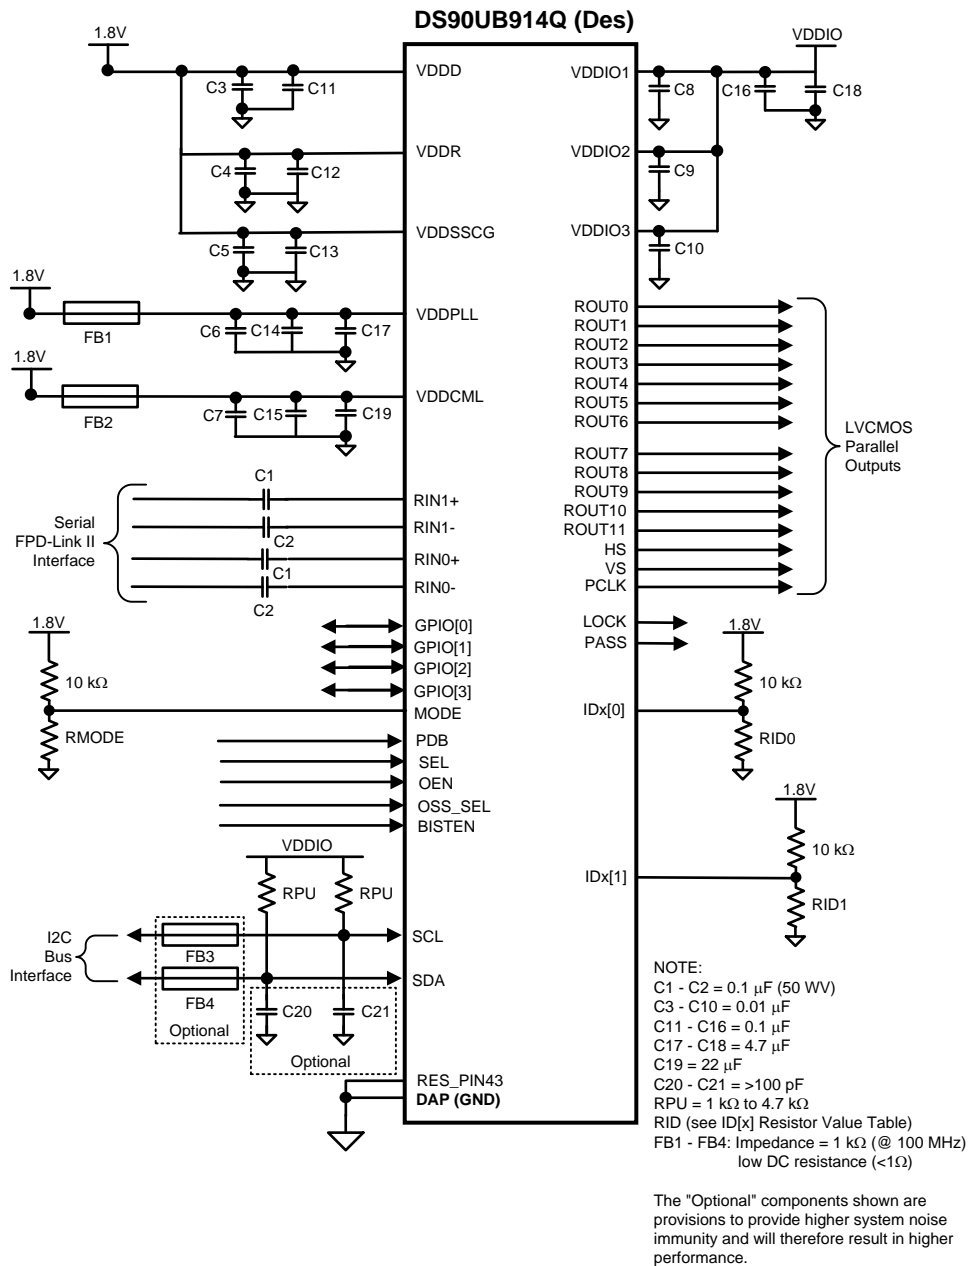 DS90UB914Q (Des)
1.8V
VDDD
C3
C11
VDDR
C4
C12
VDDSSCG
C5
C13
1.8V
FB1
VDDPLL
C6
C14
C17
1.8V
FB2
VDDCML
C7
C15
C19
Serial
FPD-Link II
Interface
C1
RIN1+
RIN1-
C2
RIN0+
C1
RIN0-
C2
1.8V
10 kΩ
RMODE
GPIO[0]
GPIO[1]
GPIO[2]
GPIO[3]
MODE
PDB
SEL
OEN
OSS_SEL
BISTEN
VDDIO
RPU
RPU
I2C
Bus
Interface
SCL
FB3
SDA
FB4
Optional
C20
C21
Optional
RES_PIN43
DAP (GND)
VDDIO
VDDIO1
C8
C16
C18
VDDIO2
C9
VDDIO3
C10
ROUT0
ROUT1
ROUT2
ROUT3
ROUT4
ROUT5
ROUT6
ROUT7
ROUT8
ROUT9
ROUT10
ROUT11
HS
VS
PCLK
LVCMOS
Parallel
Outputs
LOCK
PASS
1.8V
10 kΩ
IDx[0]
RID0
1.8V
10 kΩ
IDx[1]
RID1
NOTE:
C1 - C2 = 0.1 μF (50 WV)
C3 - C10 = 0.01 μF
C11 - C16 = 0.1 μF
C17 - C18 = 4.7 μF
C19 = 22 μF
C20 - C21 = >100 pF
RPU = 1 kΩ to 4.7 kΩ
RID (see ID[x] Resistor Value Table)
FB1 - FB4: Impedance = 1 kΩ (@ 100 MHz)
low DC resistance (<1Ω)
The "Optional" components shown are
provisions to provide higher system noise
immunity and will therefore result in higher
performance.